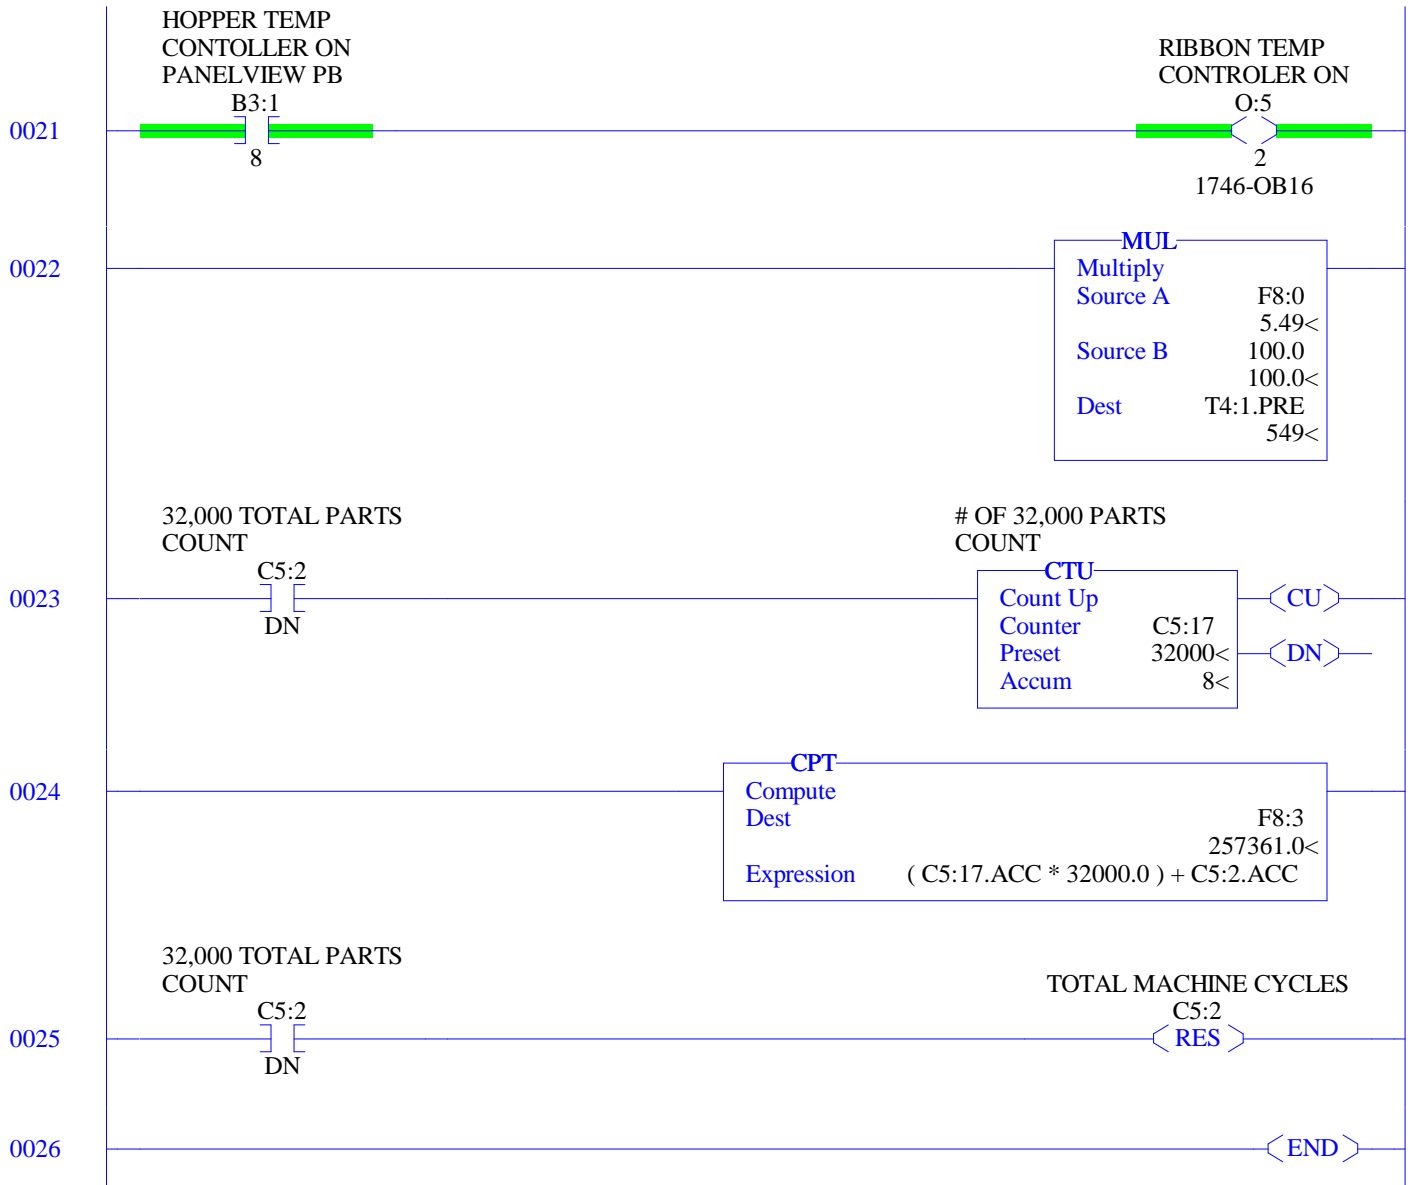 HOPPER TEMP
CONTOLLER ON
PANELVIEW PB
B3:1
8
RIBBON TEMP
CONTROLER ON
O:5
2
1746-OB16
0021
MUL
0022
Multiply
Source A F8:0
5.49<
Source B 100.0
100.0<
Dest T4:1.PRE
549<
32,000 TOTAL PARTS
COUNT
C5:2
DN
# OF 32,000 PARTS
COUNT
CTU
0023
Count Up CU
Counter C5:17
Preset 32000< DN
Accum 8<
CPT
0024
Compute
Dest F8:3
257361.0<
Expression ( C5:17.ACC * 32000.0 ) + C5:2.ACC
32,000 TOTAL PARTS
COUNT
C5:2
DN
TOTAL MACHINE CYCLES
C5:2
0025
RES
0026
END